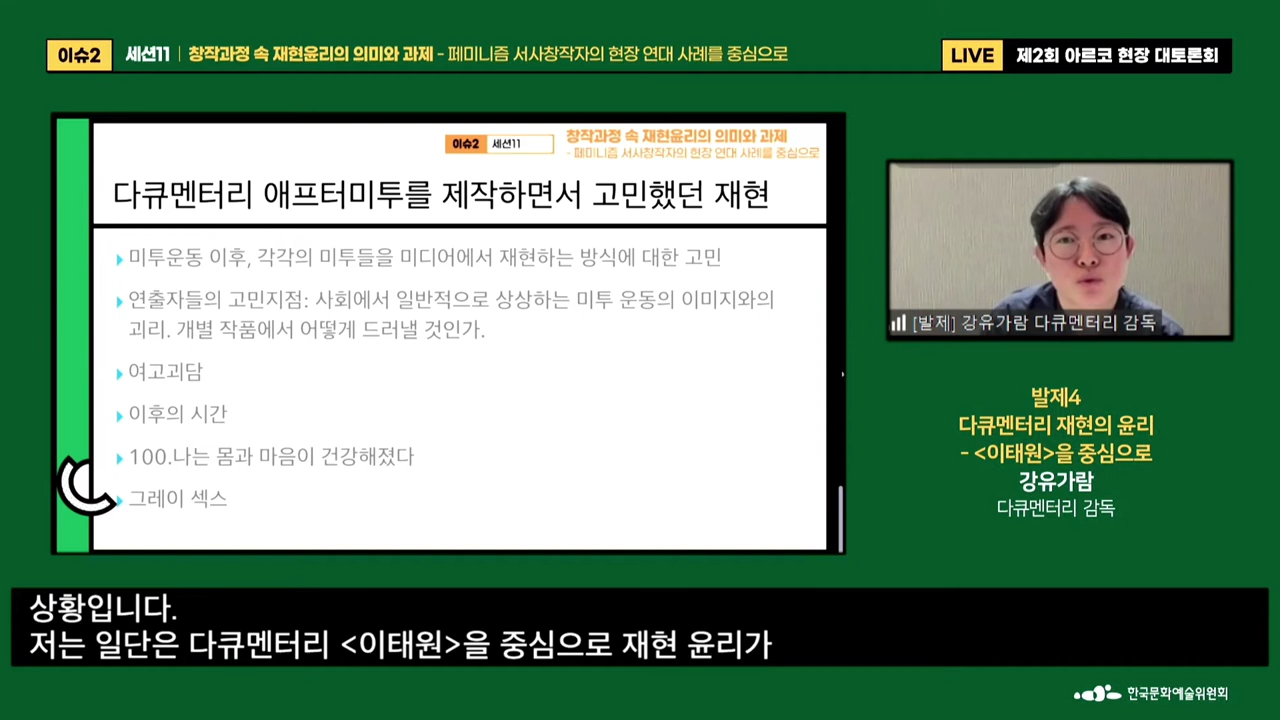 이슈2 세션11 | 창작과정 속 재현윤리의 의미와 과제 - 페미니즘 서사창작자의 현장 연대 사례를 중심으로
LIVE 제2회 아르코 현장 대토론회
이슈2 세션11
창작과정 속 재현윤리의 의미와 과제
- 페미니즘 서사창작자의 현장 연대 사례를 중심으로
다큐멘터리 애프터미투를 제작하면서 고민했던 재현
미투운동 이후, 각각의 미투들을 미디어에서 재현하는 방식에 대한 고민
연출자들의 고민지점: 사회에서 일반적으로 상상하는 미투 운동의 이미지와의
괴리. 개별 작품에서 어떻게 드러낼 것인가.
여고괴담
이후의 시간
100.나는 몸과 마음이 건강해졌다
그레이 섹스
[발제] 강유가람 다큐멘터리 감독
발제4
다큐멘터리 재현의 윤리
- <이태원>을 중심으로
강유가람
다큐멘터리 감독
상황입니다.
저는 일단은 다큐멘터리 <이태원>을 중심으로 재현 윤리가
한국문화예술위원회